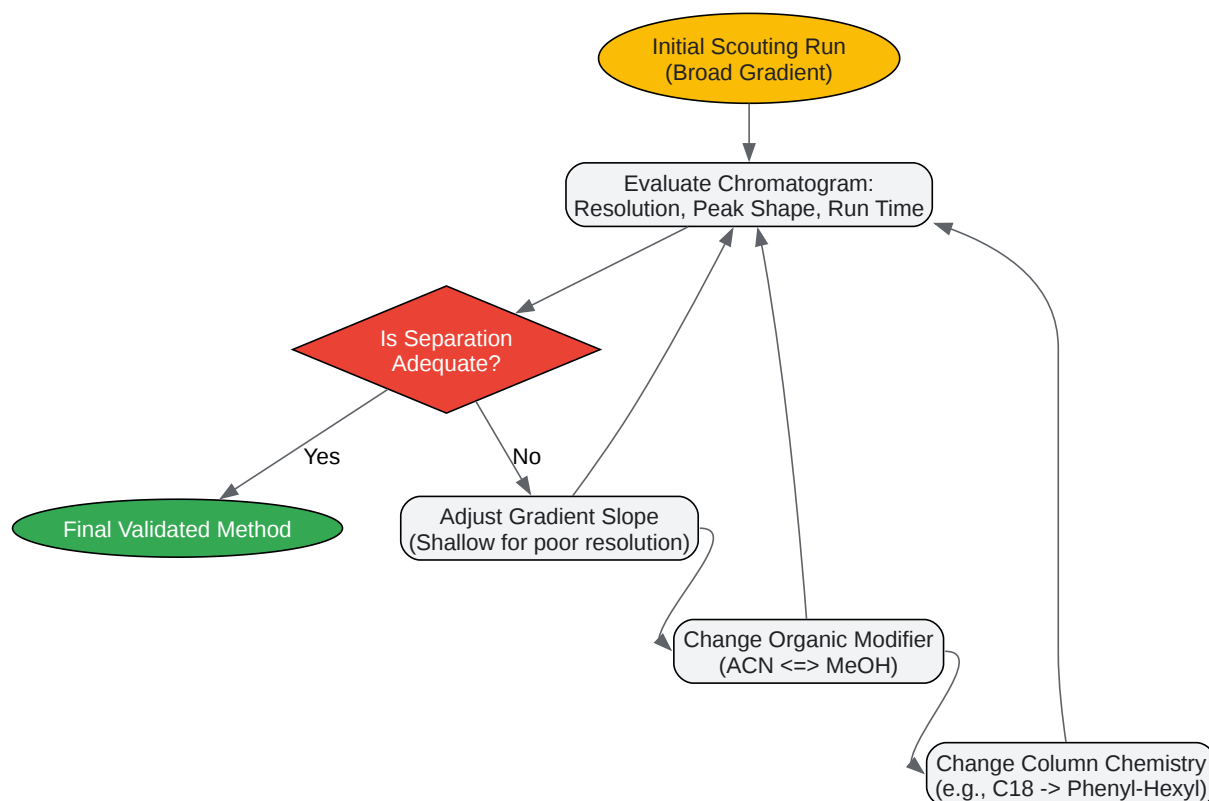 Initial Scouting Run
(Broad Gradient)
Evaluate Chromatogram:
Resolution, Peak Shape, Run Time
Is Separation
Adequate?
Yes
No
Final Validated Method
Adjust Gradient Slope
(Shallow for poor resolution)
Change Organic Modifier
(ACN <=> MeOH)
Change Column Chemistry
(e.g., C18 -> Phenyl-Hexyl)